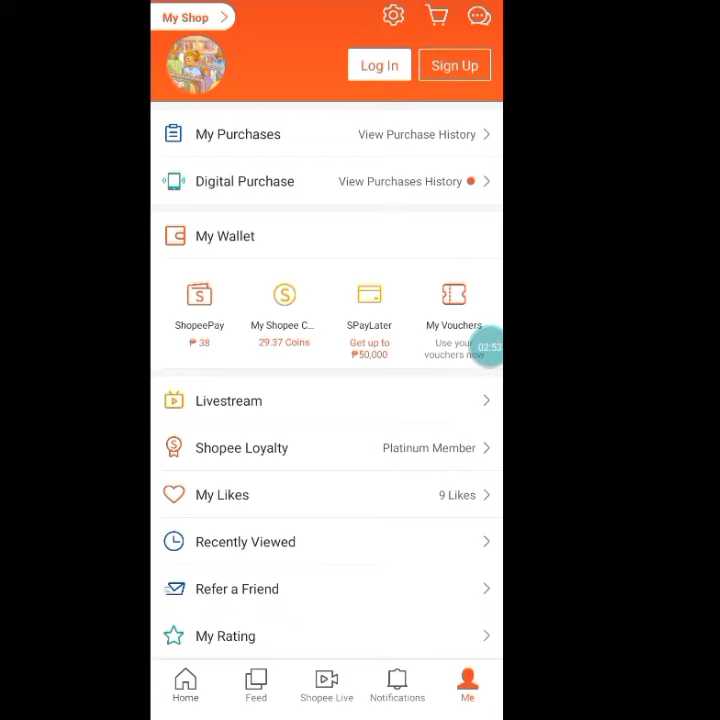 My Shop
Log In
Sign Up
My Purchases
View Purchase History
Digital Purchase
View Purchases History
My Wallet
S
S
ShopeePay
My Shopee C...
SPayLater
My Vouchers
₱ 38
29.37 Coins
Get up to
₱50,000
Use your
vouchers now
02:53
Livestream
S
Shopee Loyalty
Platinum Member
My Likes
9 Likes
Recently Viewed
Refer a Friend
My Rating
Home
Feed
Shopee Live
Notifications
Me